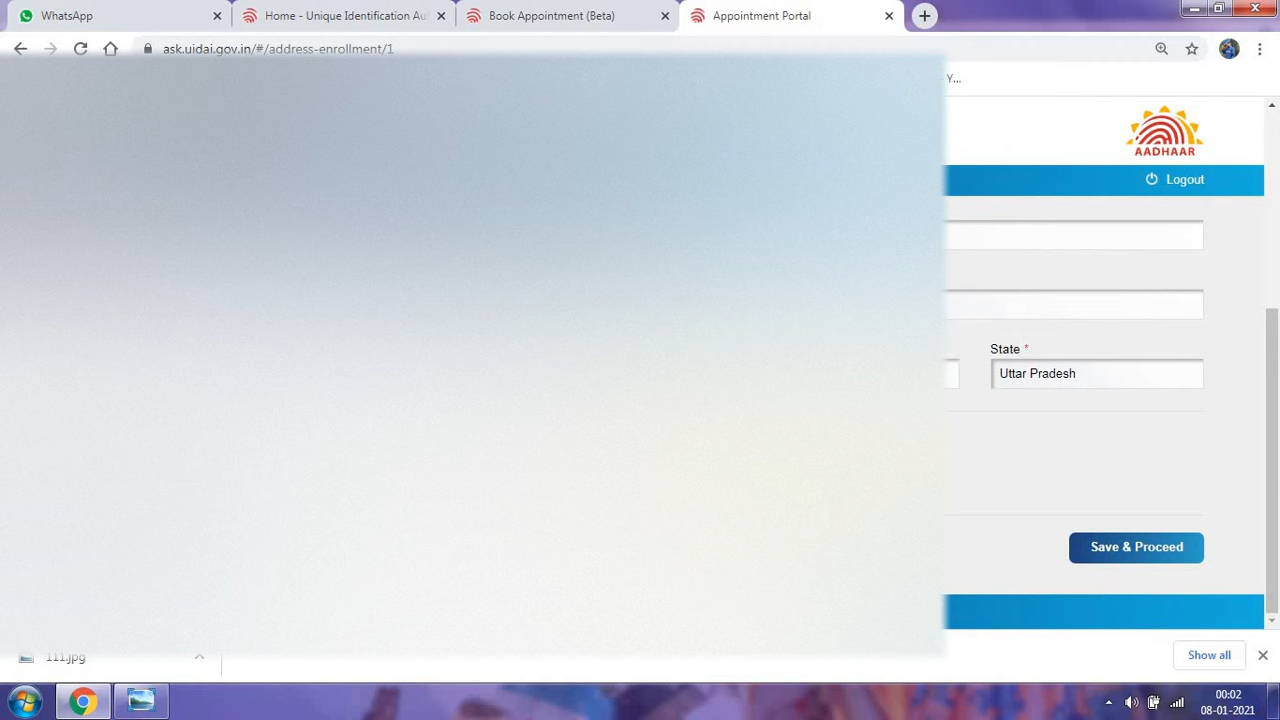 WhatsApp
Home - Unique Identification Aut
Book Appointment (Beta)
Appointment Portal
ask.uidai.gov.in/#/address-enrollment/1
Y...
AADHAAR
Logout
State *
Uttar Pradesh
Save & Proceed
111.jpg
Show all
00:02
08-01-2021